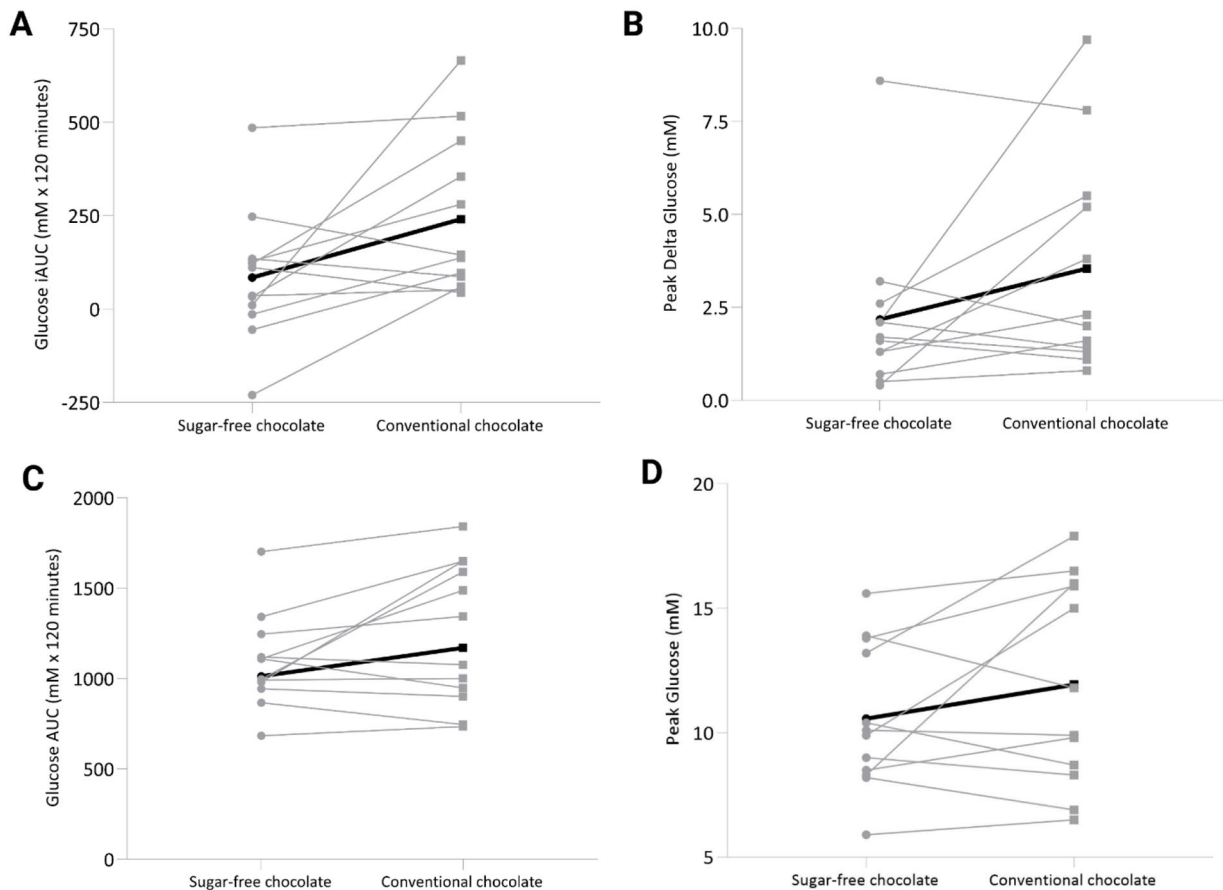 A
Glucose iAUC (mM x 120 minutes)
750
500
250
0
-250
Sugar-free chocolate
Conventional chocolate
B
Peak Delta Glucose (mM)
10.0
7.5
5.0
2.5
0.0
Sugar-free chocolate
Conventional chocolate
C
Glucose AUC (mM x 120 minutes)
2000
1500
1000
500
0
Sugar-free chocolate
Conventional chocolate
D
Peak Glucose (mM)
20
15
10
5
Sugar-free chocolate
Conventional chocolate